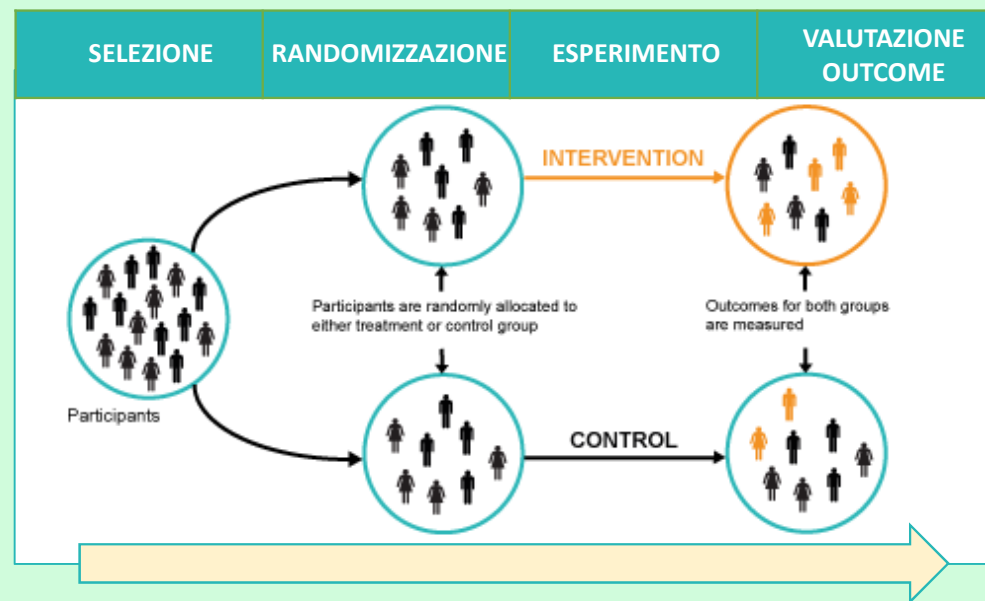 SELEZIONE
RANDOMIZZAZIONE
ESPERIMENTO
VALUTAZIONE
OUTCOME
INTERVENTION
Participants are randomly allocated to
either treatment or control group
Outcomes for both groups
are measured
Participants
CONTROL